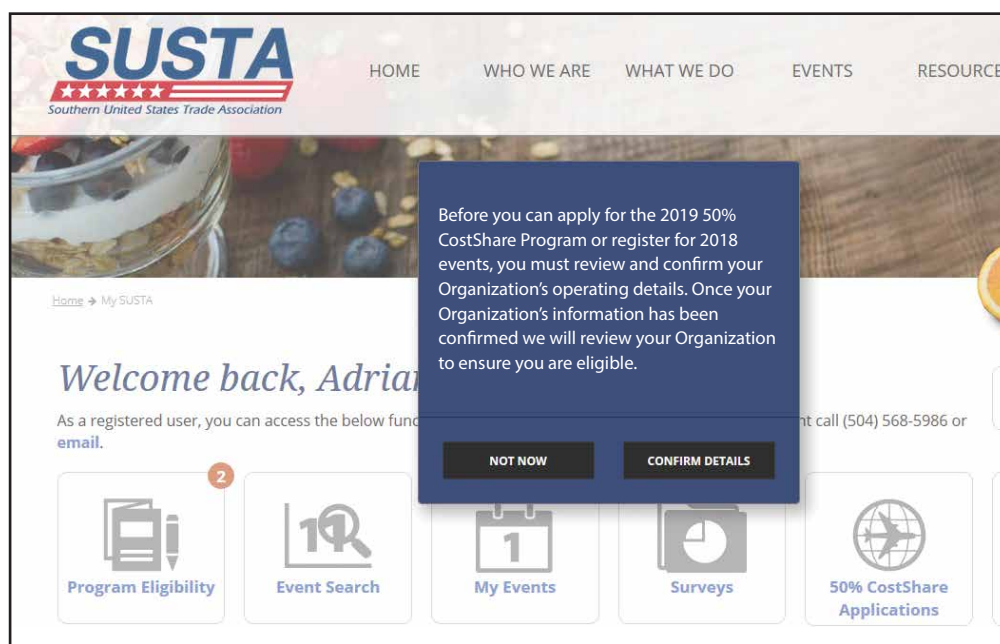 SUSTA
Southern United States Trade Association
HOME WHO WE ARE WHAT WE DO EVENTS RESOURCE
Before you can apply for the 2019 50%
CostShare Program or register for 2018
events, you must review and confirm your
Organization’s operating details. Once your
Organization’s information has been
confirmed we will review your Organization
to ensure you are eligible.
NOT NOW CONFIRM DETAILS
Home → My SUSTA
Welcome back,
As a registered user, you can access the below call (504) 568-5986 or
email.
2
Program Eligibility
Event Search
1
My Events
Surveys
50% CostShare
Applications